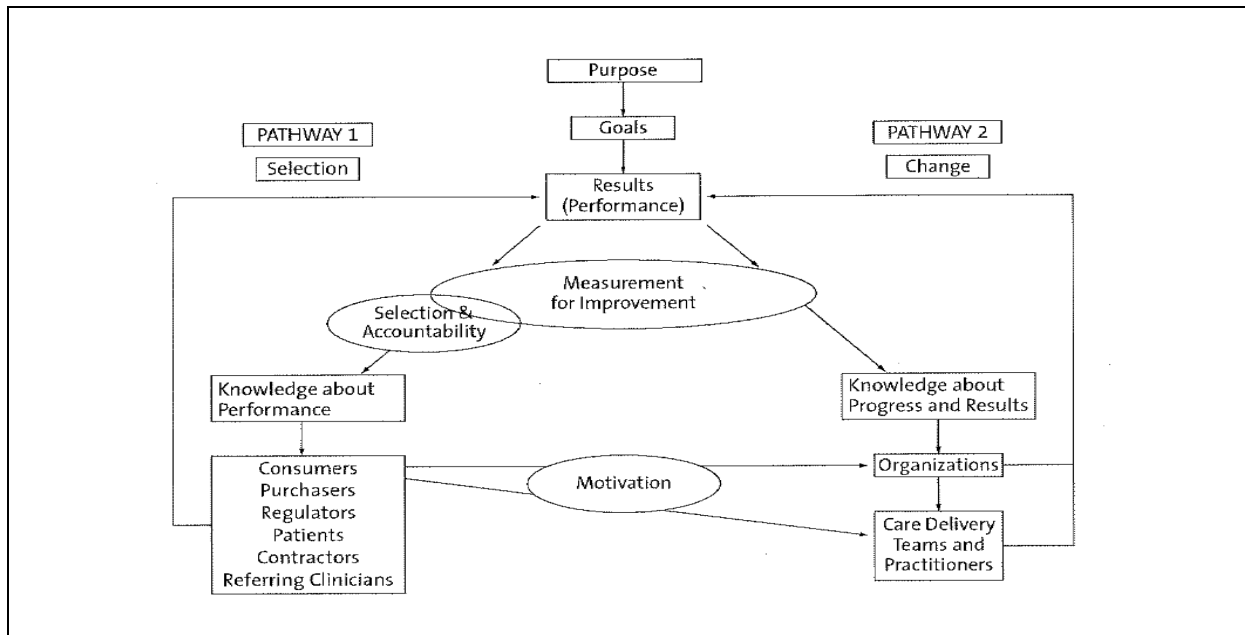 Purpose
Goals
PATHWAY 1
PATHWAY 2
Selection
Change
Results
(Performance)
Measurement
for Improvement
Selection &
Accountability
Knowledge about
Performance
Knowledge about
Progress and Results
Consumers
Purchasers
Regulators
Patients
Contractors
Referring Clinicians
Motivation
Organizations
Care Delivery
Teams and
Practitioners